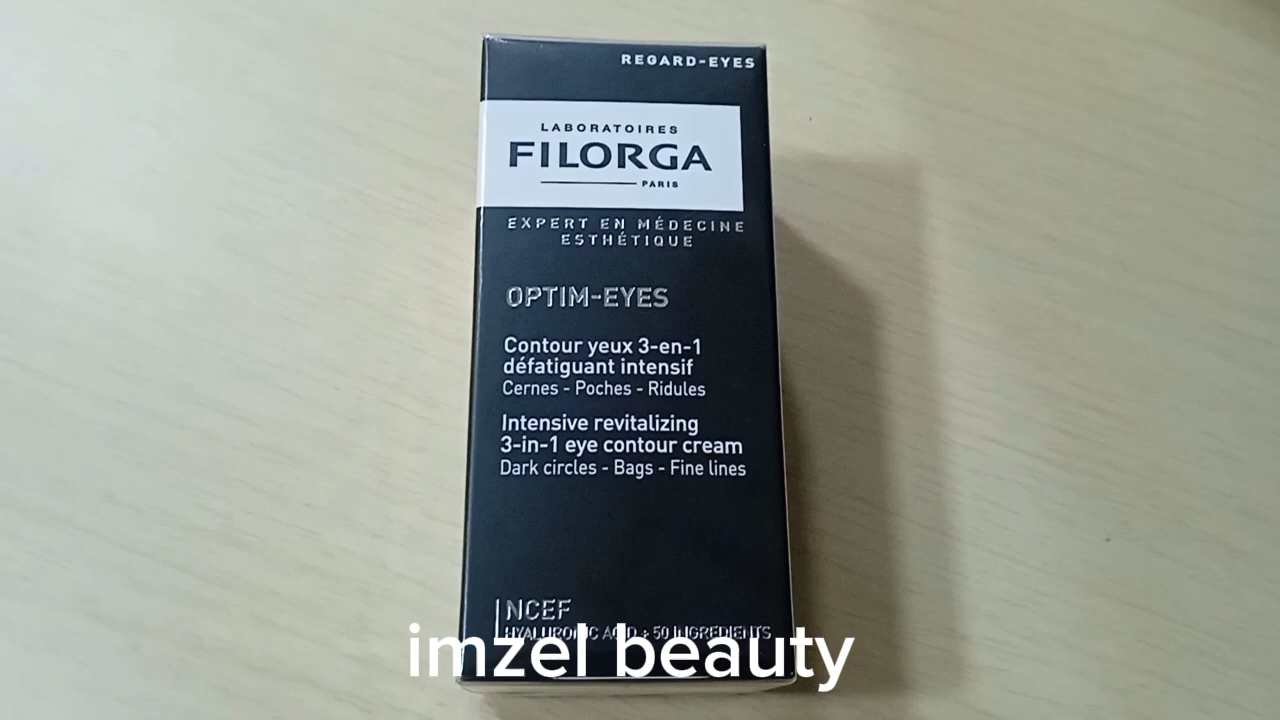 REGARD-EYES
LABORATOIRES
FILORGA
PARIS
EXPERT EN MÉDECINE
ESTHÉTIQUE
OPTIM-EYES
Contour yeux 3-en-1
défatiguant intensif
Cernes - Poches - Ridules
Intensive revitalizing
3-in-1 eye contour cream
Dark circles - Bags - Fine lines
NCEF
HYALURONIC ACID + 50 INGREDIENTS
imzel beauty